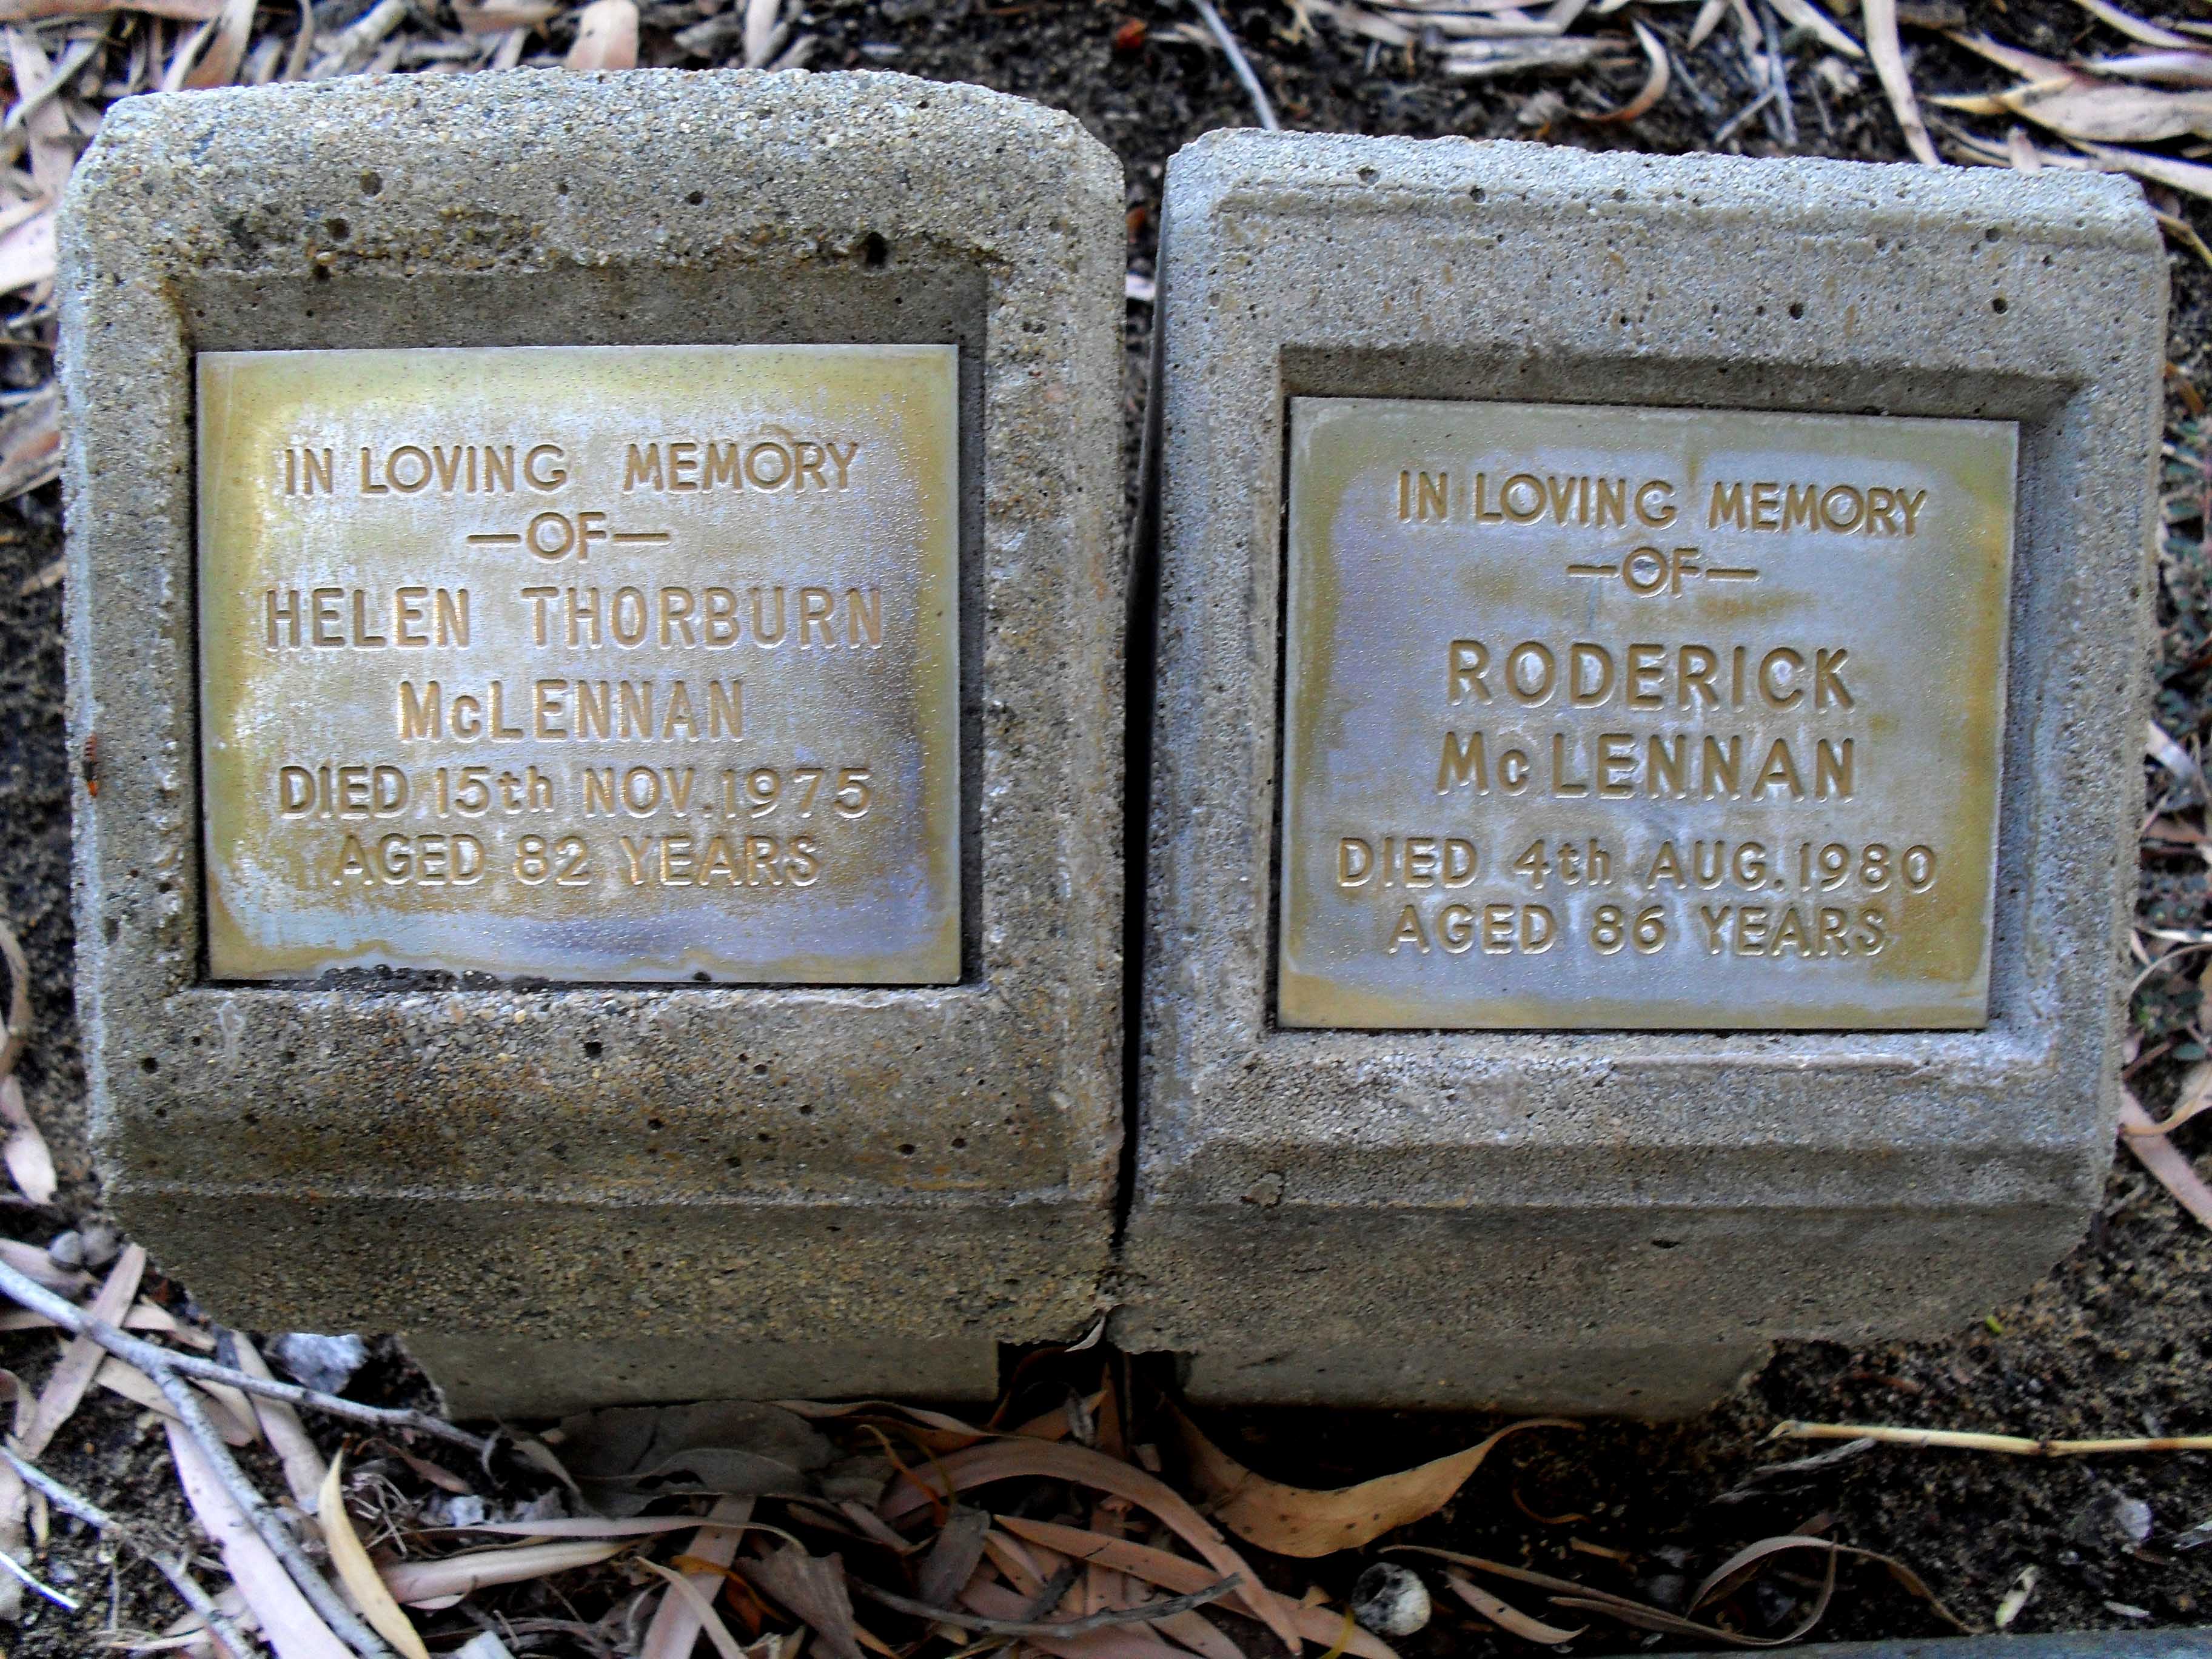 IN LOVING MEMORY
—OF—
HELEN THORBURN
McLENNAN
DIED 15th NOV. 1975
AGED 82 YEARS
IN LOVING MEMORY
—OF—
RODERICK
McLENNAN
DIED 4th AUG. 1980
AGED 86 YEARS